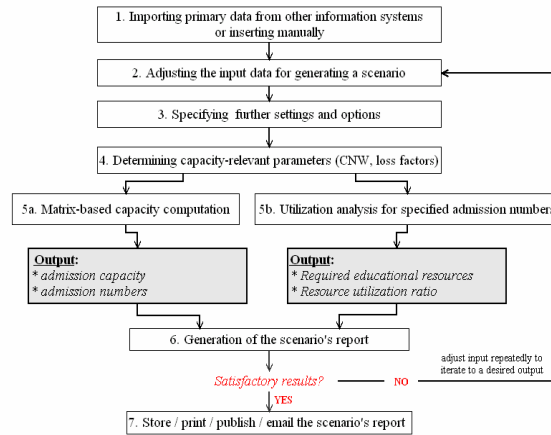 1. Importing primary data from other information systems
or inserting manually
2. Adjusting the input data for generating a scenario
3. Specifying further settings and options
4. Determining capacity-relevant parameters (CNW, loss factors)
5a. Matrix-based capacity computation
5b. Utilization analysis for specified admission numbers
Output:
* admission capacity
* admission numbers
Output:
* Required educational resources
* Resource utilization ratio
6. Generation of the scenario's report
adjust input repeatedly to
iterate to a desired output
Satisfactory results?
NO
YES
7. Store / print / publish / email the scenario's report